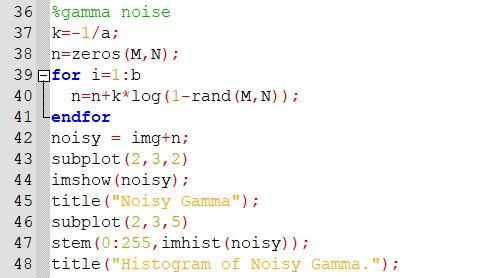 36 %gamma noise
37 k=-1/a;
38 n=zeros(M,N);
39 for i=1:b
40 n=n+k*log(1-rand(M,N));
41 endfor
42 noisy = img+n;
43 subplot(2,3,2)
44 imshow(noisy);
45 title("Noisy Gamma");
46 subplot(2,3,5)
47 stem(0:255,imhist(noisy));
48 title("Histogram of Noisy Gamma.");